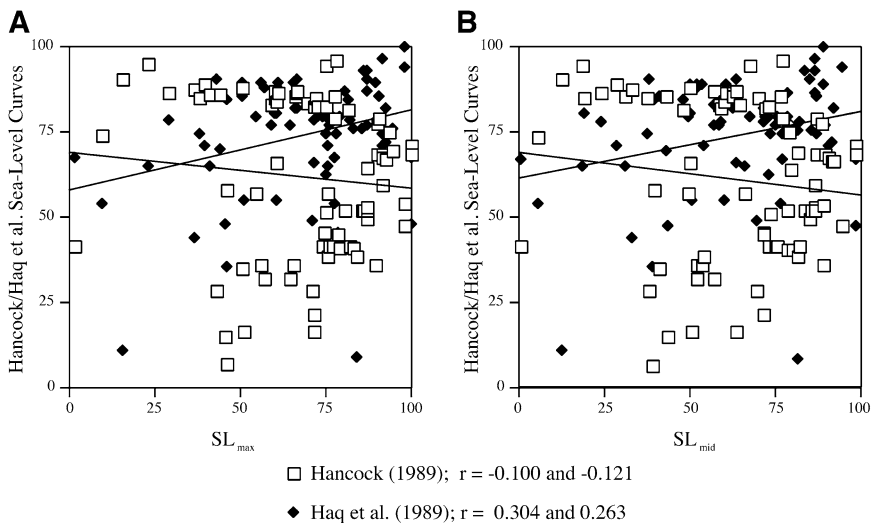 A
B
Hancock/Haq et al. Sea-Level Curves
100
75
50
25
0
0 25 50 75 100
SLmax
Hancock/Haq et al. Sea-Level Curves
100
75
50
25
0
0 25 50 75 100
SLmid
Hancock (1989); r = -0.100 and -0.121
Haq et al. (1989); r = 0.304 and 0.263